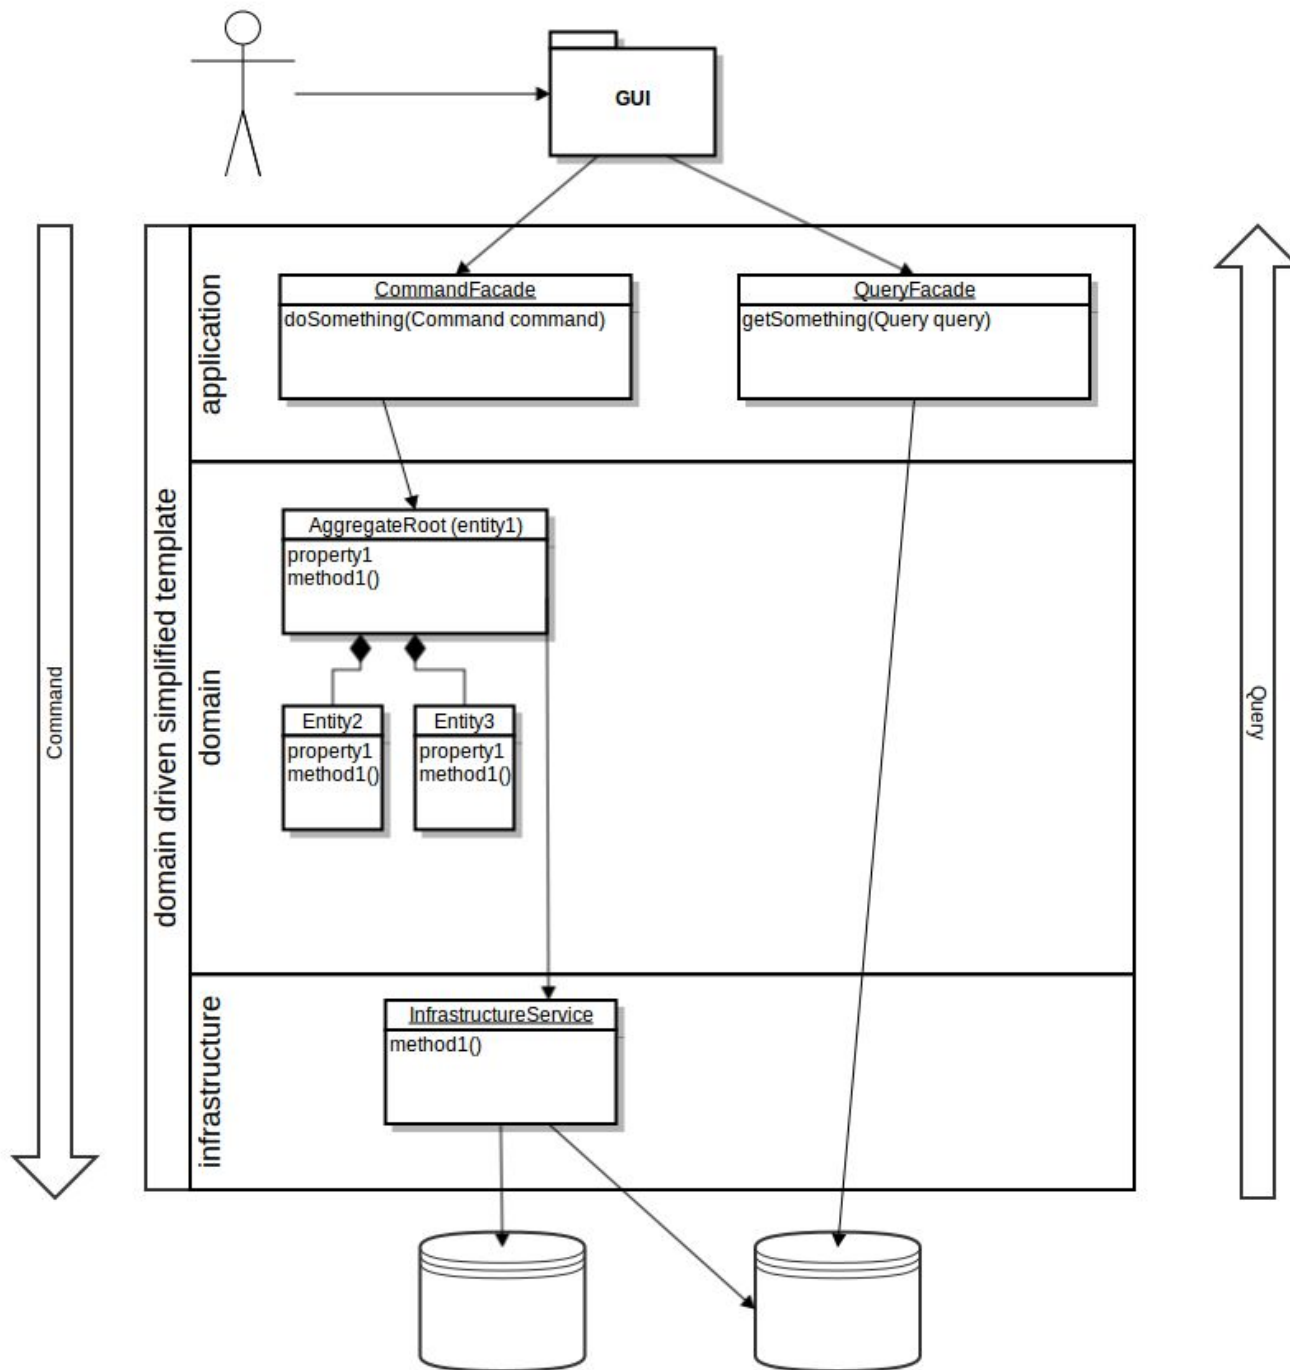 GUI
Command
domain driven simplified template
application
CommandFacade
doSomething(Command command)
QueryFacade
getSomething(Query query)
domain
AggregateRoot (entity1)
property1
method1()
Entity2
property1
method1()
Entity3
property1
method1()
infrastructure
InfrastructureService
method1()
Query